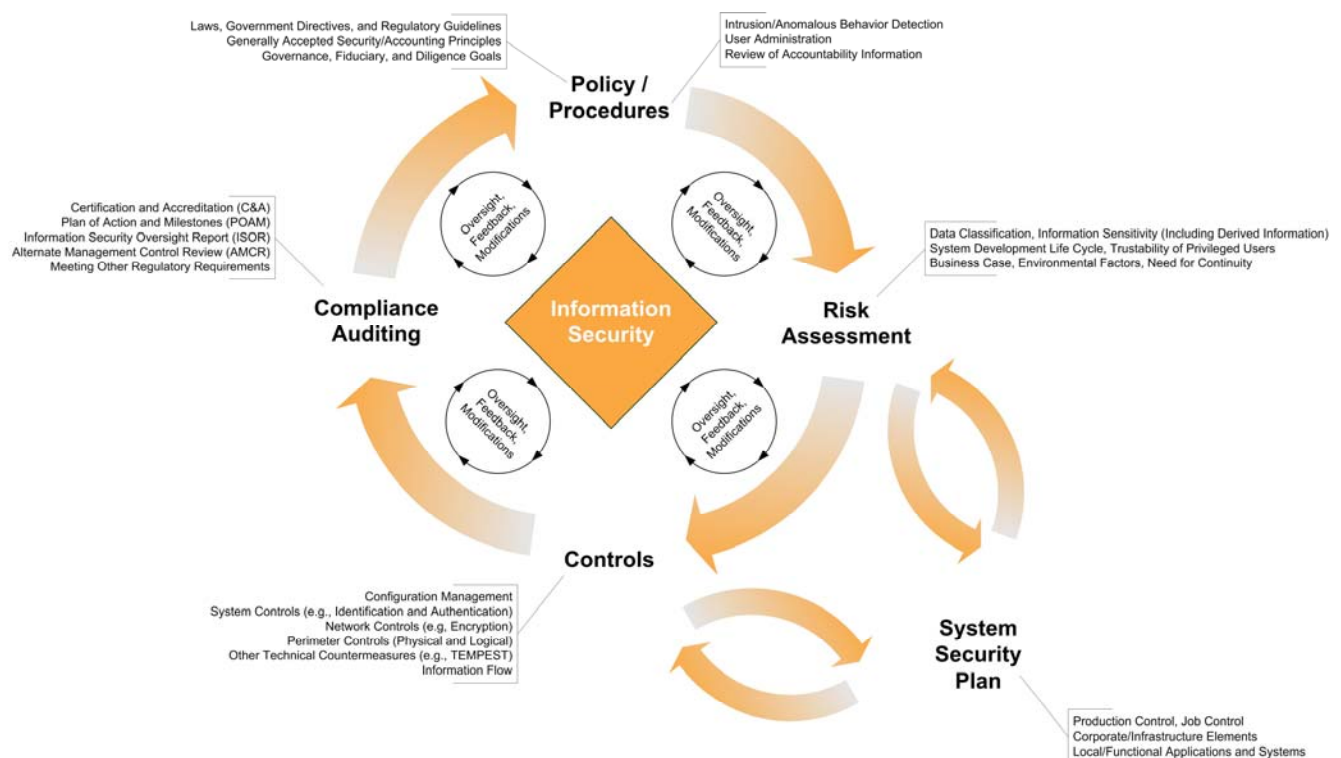 Laws, Government Directives, and Regulatory Guidelines
Generally Accepted Security/Accounting Principles
Governance, Fiduciary, and Diligence Goals
Intrusion/Anomalous Behavior Detection
User Administration
Review of Accountability Information
Policy /
Procedures
Oversight,
Feedback,
Modifications
Oversight,
Feedback,
Modifications
Certification and Accreditation (C&A)
Plan of Action and Milestones (POAM)
Information Security Oversight Report (ISOR)
Alternate Management Control Review (AMCR)
Meeting Other Regulatory Requirements
Data Classification, Information Sensitivity (Including Derived Information)
System Development Life Cycle, Trustability of Privileged Users
Business Case, Environmental Factors, Need for Continuity
Compliance
Auditing
Information
Security
Risk
Assessment
Oversight,
Feedback,
Modifications
Oversight,
Feedback,
Modifications
Controls
Configuration Management
System Controls (e.g., Identification and Authentication)
Network Controls (e.g, Encryption)
Perimeter Controls (Physical and Logical)
Other Technical Countermeasures (e.g., TEMPEST)
Information Flow
System
Security
Plan
Production Control, Job Control
Corporate/Infrastructure Elements
Local/Functional Applications and Systems